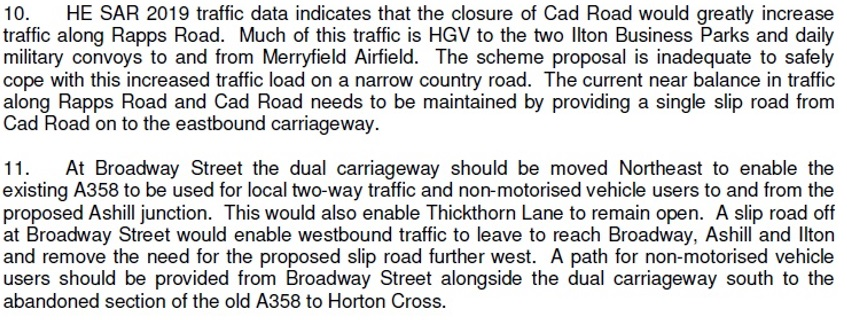 10. HE SAR 2019 traffic data indicates that the closure of Cad Road would greatly increase
traffic along Rapps Road. Much of this traffic is HGV to the two Ilton Business Parks and daily
military convoys to and from Merryfield Airfield. The scheme proposal is inadequate to safely
cope with this increased traffic load on a narrow country road. The current near balance in traffic
along Rapps Road and Cad Road needs to be maintained by providing a single slip road from
Cad Road on to the eastbound carriageway.
11. At Broadway Street the dual carriageway should be moved Northeast to enable the
existing A358 to be used for local two-way traffic and non-motorised vehicle users to and from the
proposed Ashill junction. This would also enable Thickthorn Lane to remain open. A slip road off
at Broadway Street would enable westbound traffic to leave to reach Broadway, Ashill and Ilton
and remove the need for the proposed slip road further west. A path for non-motorised vehicle
users should be provided from Broadway Street alongside the dual carriageway south to the
abandoned section of the old A358 to Horton Cross.